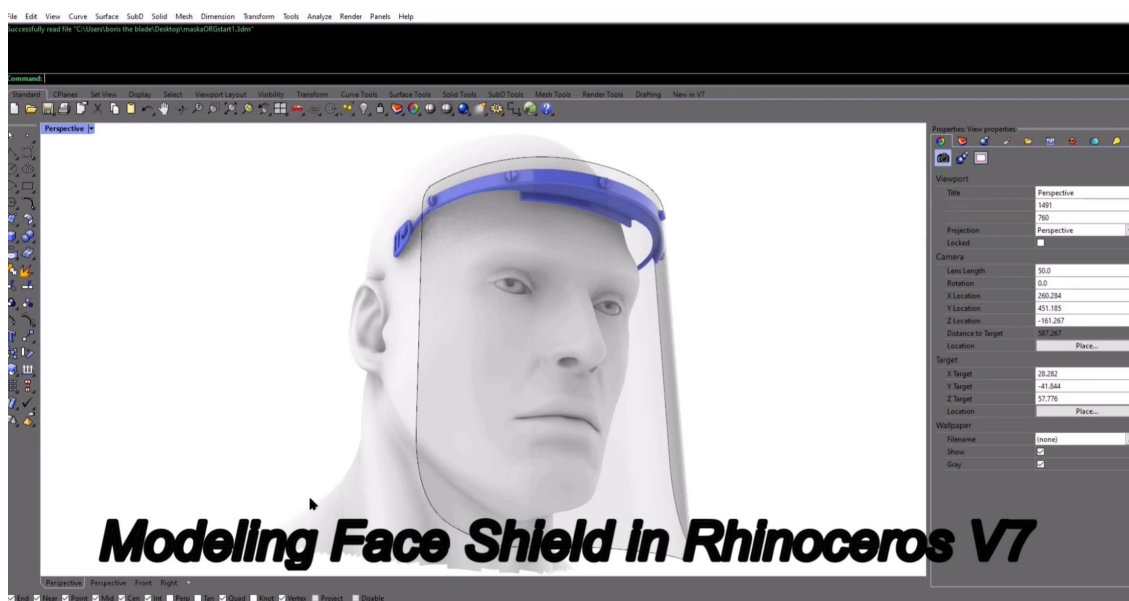 File Edit View Curve Surface SubD Solid Mesh Dimension Transform Tools Analyze Render Panels Help
Successfully read file "C:\Users\boris the blade\Desktop\maskaORGstart1.3dm"
Command:
Standard CPlanes Set View Display Select Viewport Layout Visibility Transform Curve Tools Surface Tools Solid Tools SubD Tools Mesh Tools Render Tools Drafting New in V7
Perspective
Properties: View properties
Viewport
Title Perspective
1491
760
Projection Perspective
Locked
Camera
Lens Length 50.0
Rotation 0.0
X Location 260.284
Y Location 451.185
Z Location -161.267
Distance to Target 587.267
Location Place...
Target
X Target 28.282
Y Target -41.844
Z Target 57.776
Location Place...
Wallpaper
Filename (none)
Show
Gray
Modeling Face Shield in Rhinoceros V7
Perspective Perspective Front Right
End Near Point Mid Cen Int Perp Tan Quad Knot Vertex Project Disable